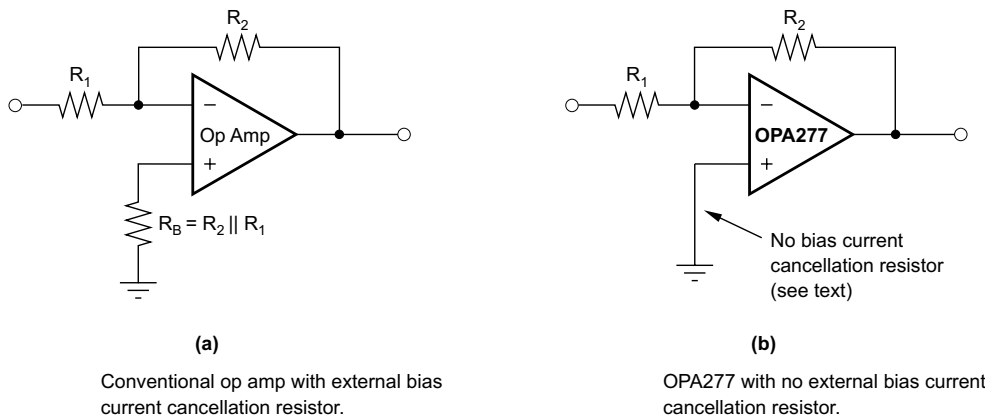 R2
R1
−
Op Amp
+
RB = R2 || R1
(a)
Conventional op amp with external bias
current cancellation resistor.
R2
R1
−
OPA277
+
No bias current
cancellation resistor
(see text)
(b)
OPA277 with no external bias current
cancellation resistor.